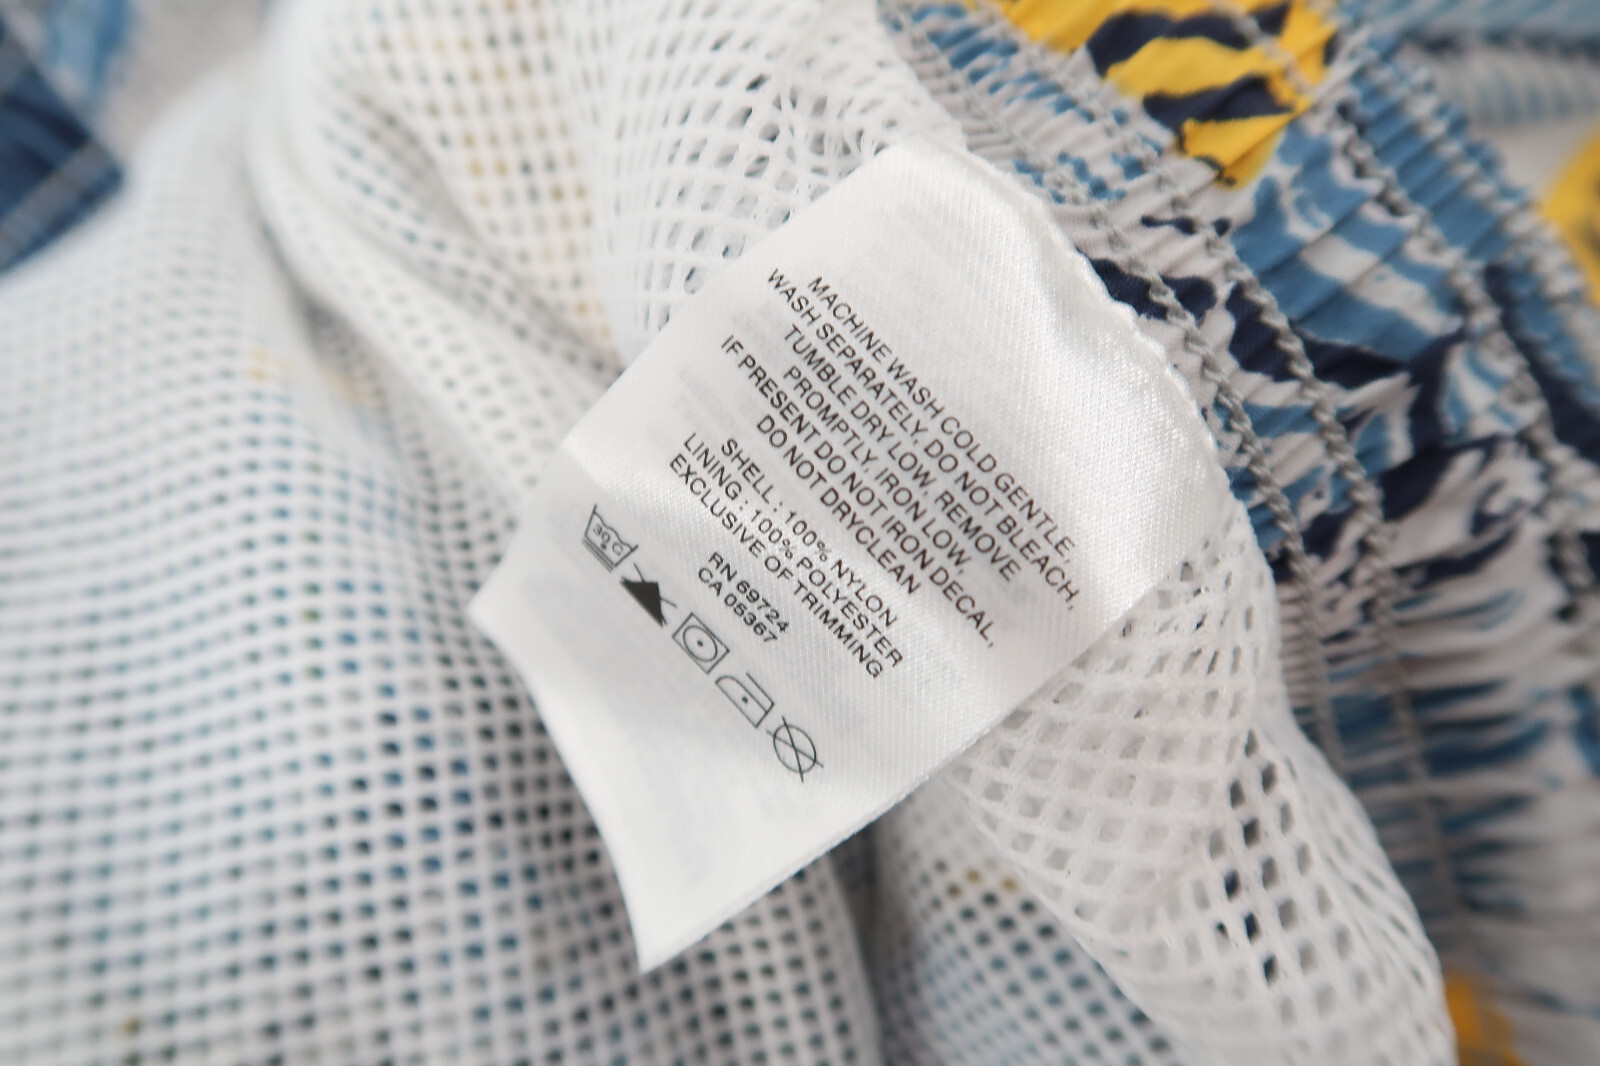 MACHINE WASH COLD GENTLE,
WASH SEPARATELY, DO NOT BLEACH,
TUMBLE DRY LOW, REMOVE
PROMPTLY, IRON LOW.
IF PRESENT DO NOT IRON DECAL,
DO NOT DRYCLEAN
SHELL : 100% NYLON
LINING : 100% POLYESTER
EXCLUSIVE OF TRIMMING
RN 69724
CA 05367
30°C